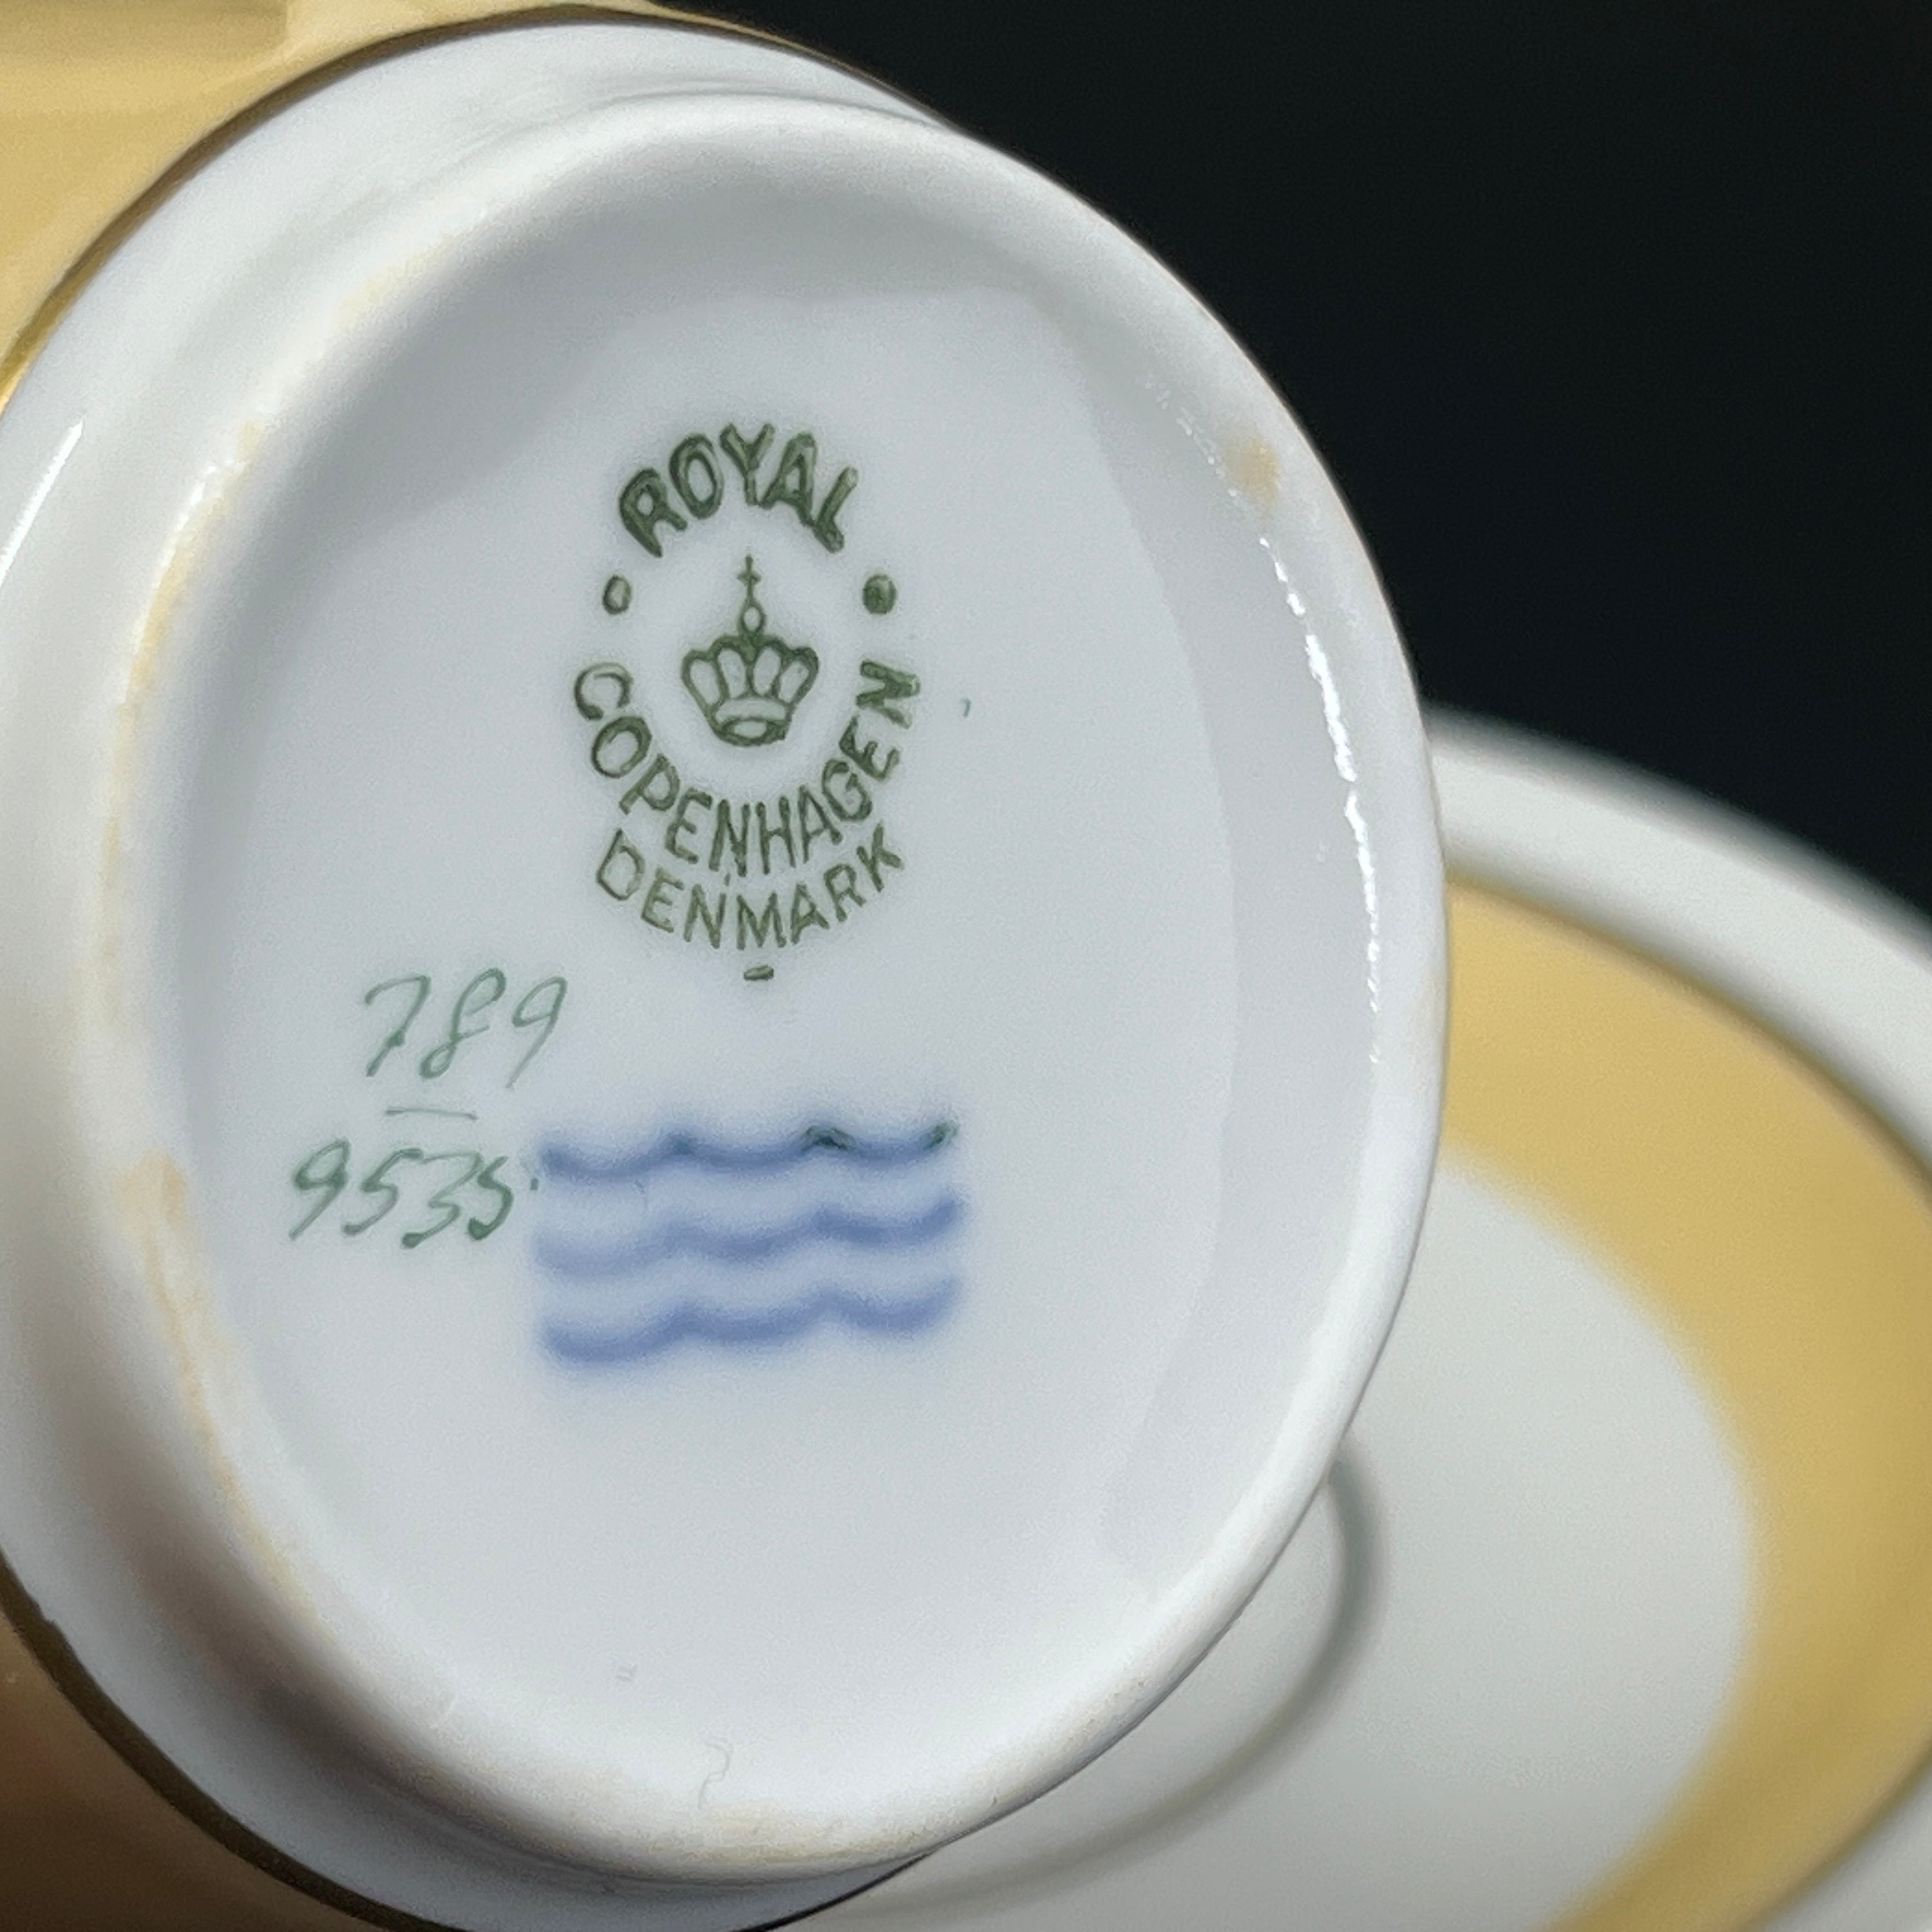 ROYAL
COPENHAGEN
DENMARK
789
9535